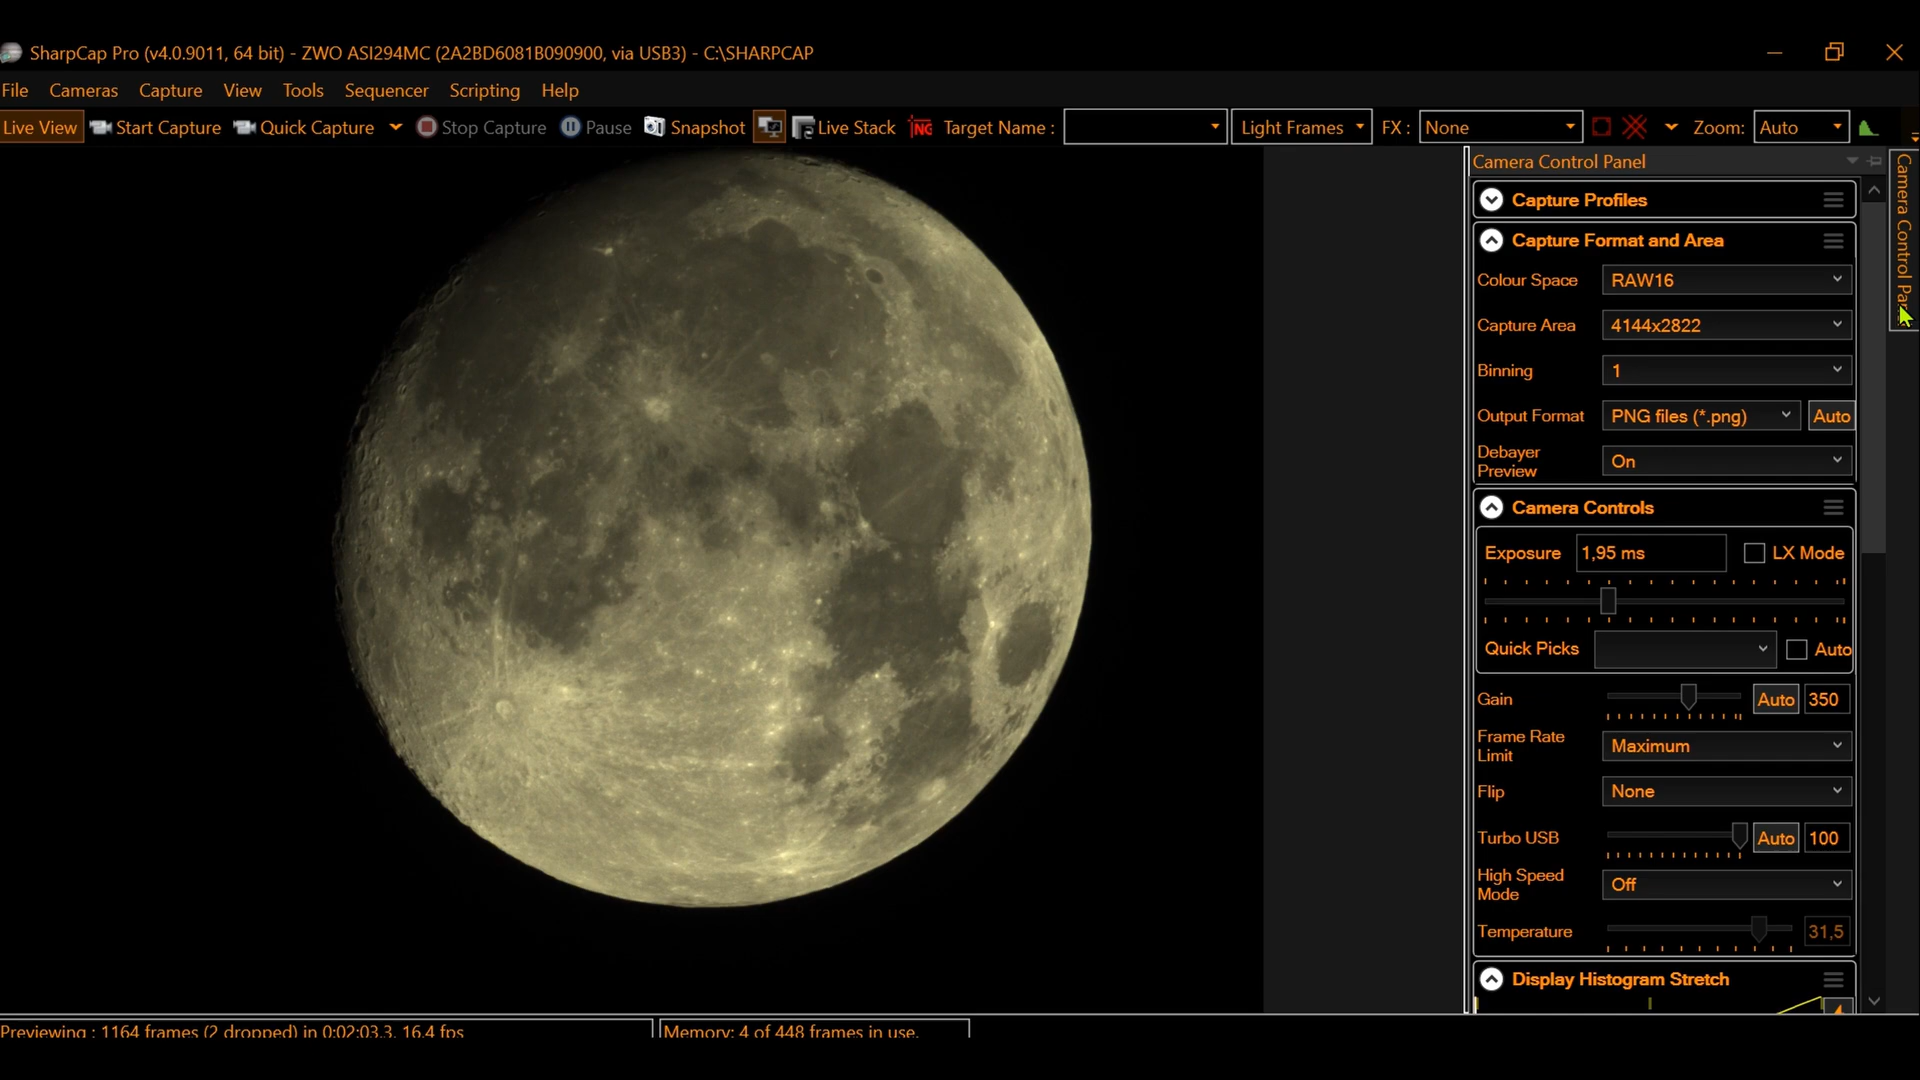 SharpCap Pro (v4.0.9011, 64 bit) - ZWO ASI294MC (2A2BD6081B090900, via USB3) - C:\SHARPCAP
File Cameras Capture View Tools Sequencer Scripting Help
Live View Start Capture Quick Capture Stop Capture Pause Snapshot Live Stack NG Target Name : Light Frames FX : None Zoom: Auto
Camera Control Panel
Capture Profiles
Capture Format and Area
Colour Space RAW16
Capture Area 4144x2822
Binning 1
Output Format PNG files (*.png) Auto
Debayer
Preview On
Camera Controls
Exposure 1,95 ms LX Mode
Quick Picks Auto
Gain Auto 350
Frame Rate
Limit Maximum
Flip None
Turbo USB Auto 100
High Speed
Mode Off
Temperature 31,5
Display Histogram Stretch
Camera Control
Previewing : 1164 frames (2 dropped) in 0:02:03.3, 16.4 fps
Memory: 4 of 448 frames in use.